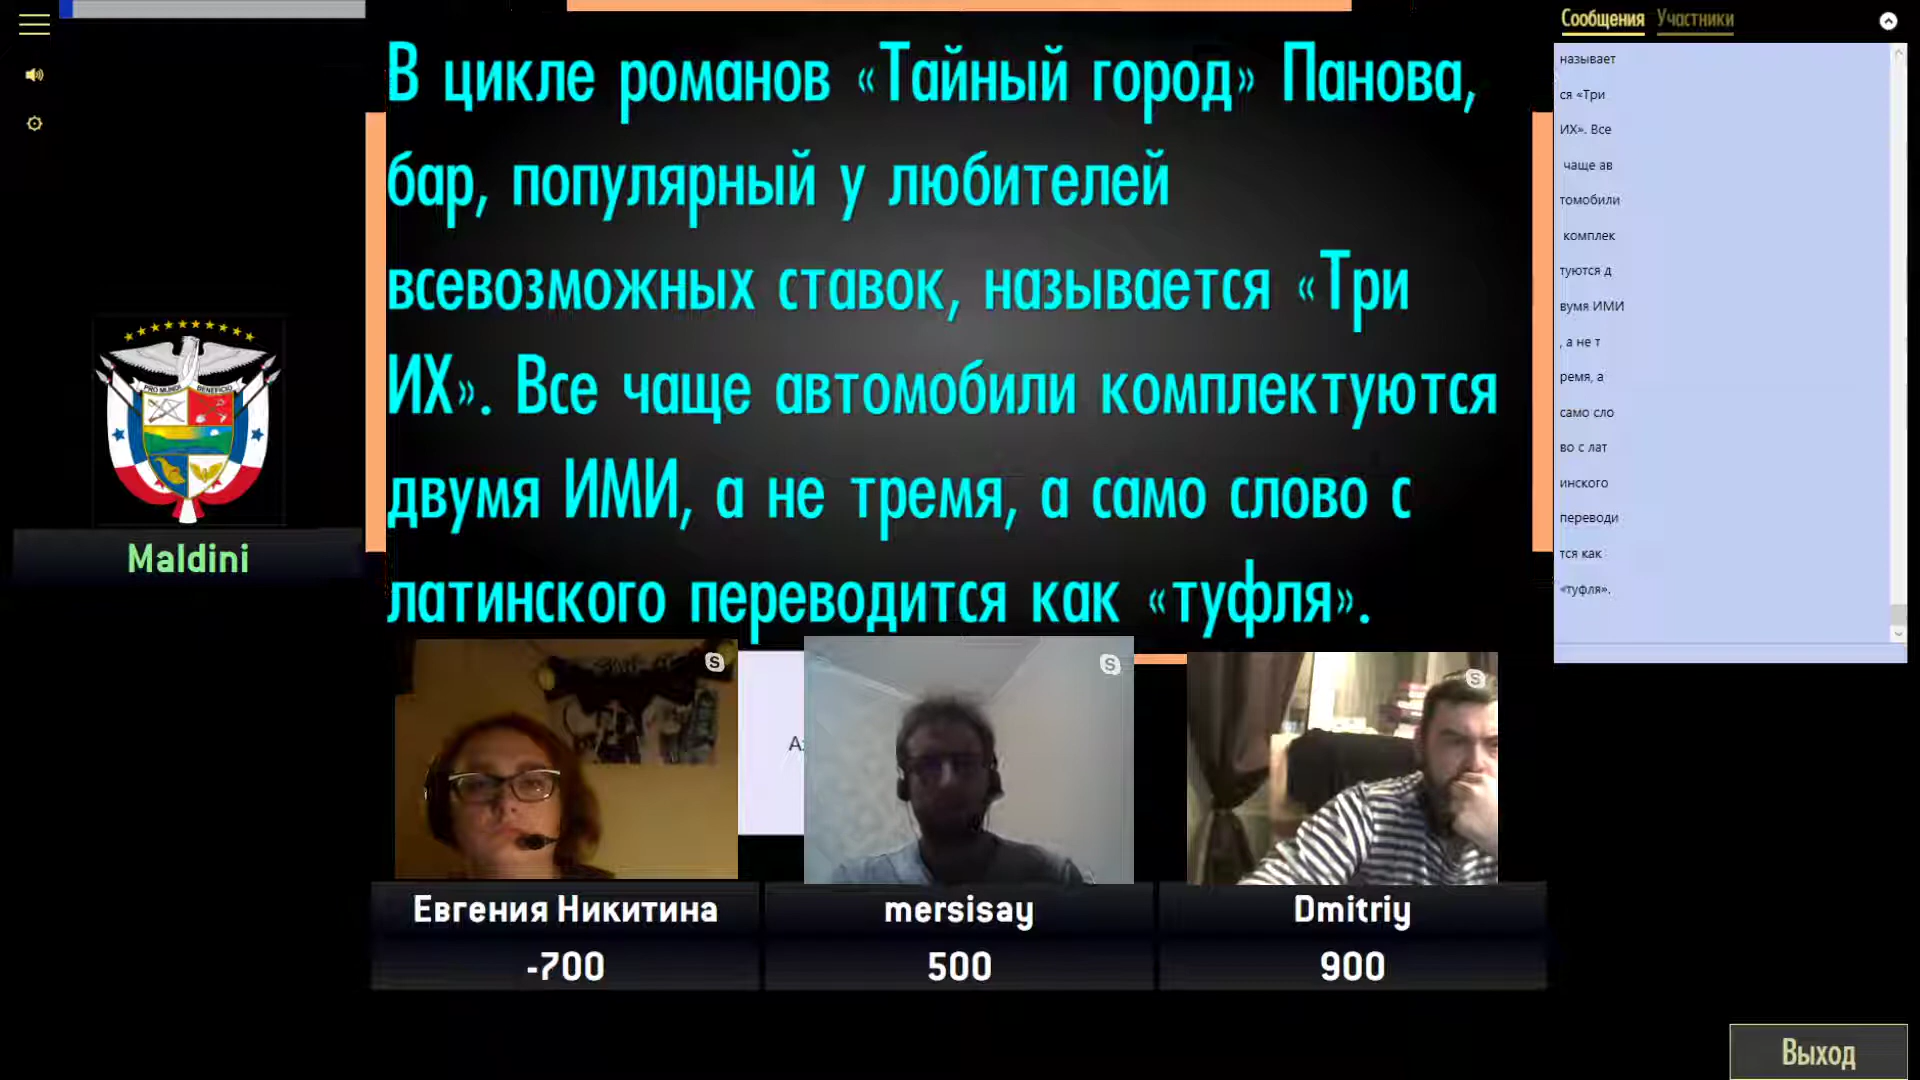 Сообщения Участники
В цикле романов «Тайный город» Панова,
бар, популярный у любителей
всевозможных ставок, называется «Три
ИХ». Все чаще автомобили комплектуются
двумя ИМИ, а не тремя, а само слово с
латинского переводится как «туфля».
называет
ся «Три
ИХ». Все
чаще ав
томобили
комплек
туются д
вумя ИМИ
, а не т
ремя, а
само сло
во с лат
инского
переводи
тся как
«туфля».
PRO MUNDI BENEFICIO
Maldini
Евгения Никитина
-700
mersisay
500
Dmitriy
900
Выход